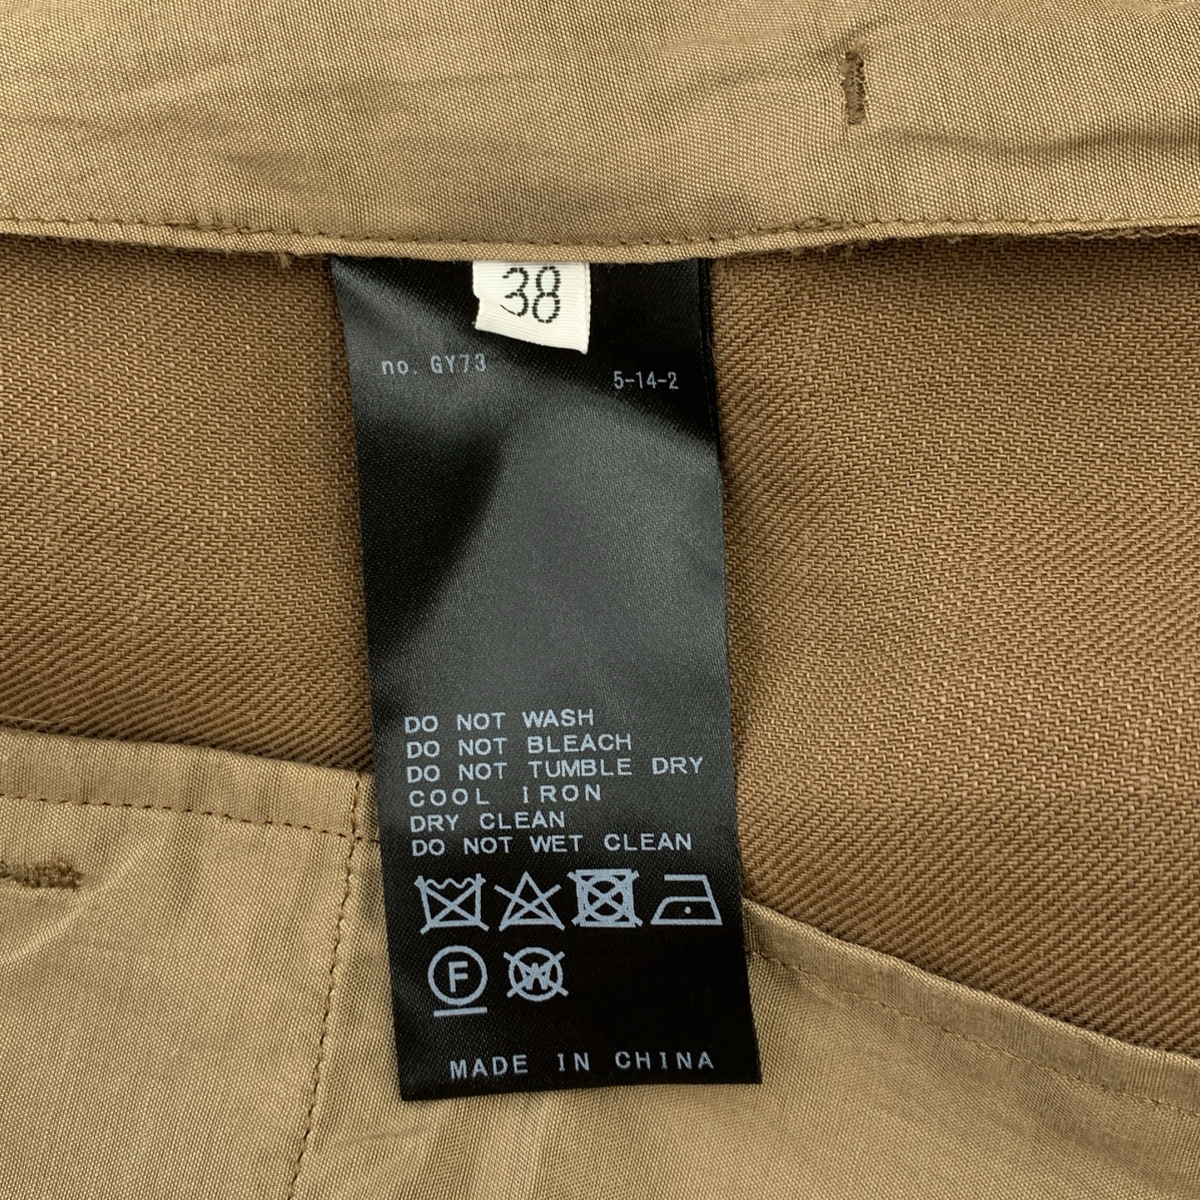 38
no. GY73
5-14-2
DO NOT WASH
DO NOT BLEACH
DO NOT TUMBLE DRY
COOL IRON
DRY CLEAN
DO NOT WET CLEAN
F W
MADE IN CHINA